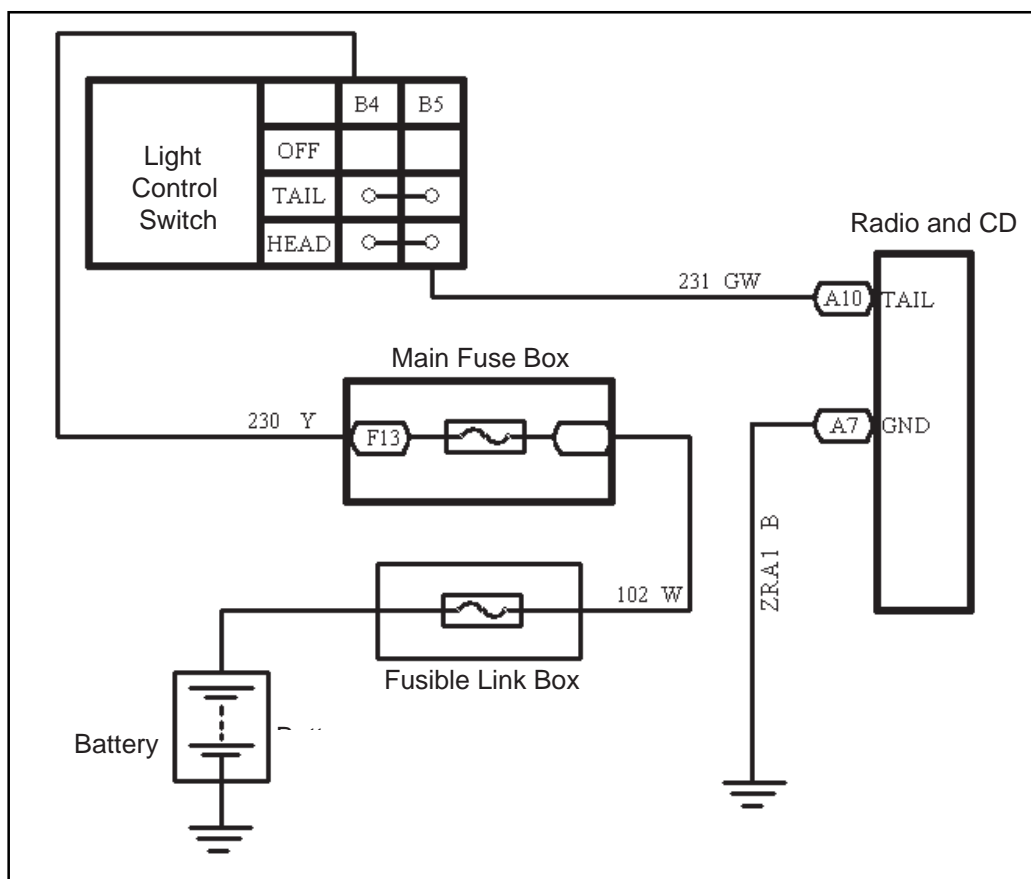 B4 B5
Light
Control
Switch
OFF
TAIL
HEAD
Radio and CD
231 GW
A10 TAIL
Main Fuse Box
230 Y
F13
A7 GND
ZRA1 B
102 W
Fusible Link Box
Battery